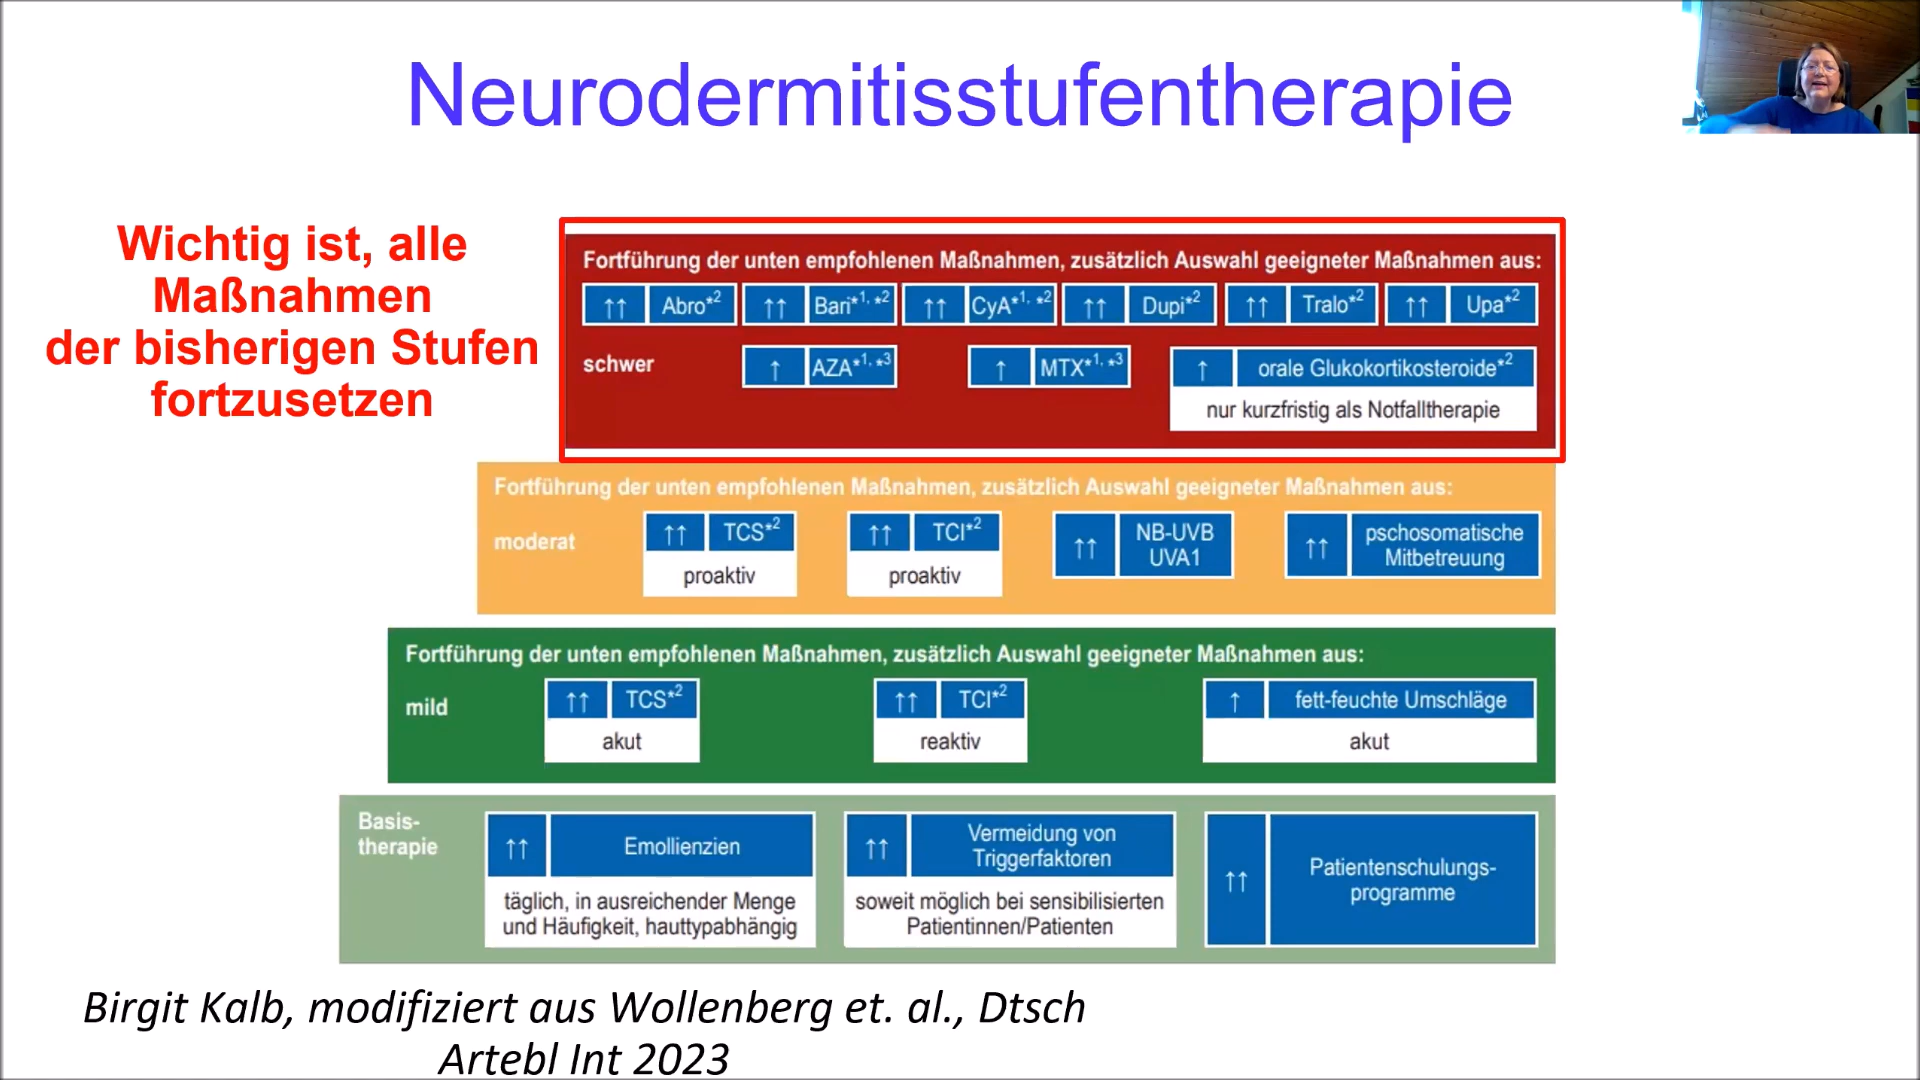 Neurodermitisstufentherapie
Wichtig ist, alle
Maßnahmen
der bisherigen Stufen
fortzusetzen
Fortführung der unten empfohlenen Maßnahmen, zusätzlich Auswahl geeigneter Maßnahmen aus:
↑↑ Abro*2 ↑↑ Bari*1, *2 ↑↑ CyA*1, *2 ↑↑ Dupi*2 ↑↑ Tralo*2 ↑↑ Upa*2
schwer ↑ AZA*1, *3 ↑ MTX*1, *3 ↑ orale Glukokortikosteroide*2
nur kurzfristig als Notfalltherapie
Fortführung der unten empfohlenen Maßnahmen, zusätzlich Auswahl geeigneter Maßnahmen aus:
moderat
↑↑ TCS*2
proaktiv
↑↑ TCI*2
proaktiv
↑↑ NB-UVB
UVA1
↑↑ pschosomatische
Mitbetreuung
Fortführung der unten empfohlenen Maßnahmen, zusätzlich Auswahl geeigneter Maßnahmen aus:
mild
↑↑ TCS*2
akut
↑↑ TCI*2
reaktiv
↑ fett-feuchte Umschläge
akut
Basis-
therapie
↑↑ Emollienzien
täglich, in ausreichender Menge
und Häufigkeit, hauttypabhängig
↑↑ Vermeidung von
Triggerfaktoren
soweit möglich bei sensibilisierten
Patientinnen/Patienten
↑↑ Patientenschulungs-
programme
Birgit Kalb, modifiziert aus Wollenberg et. al., Dtsch
Artebl Int 2023